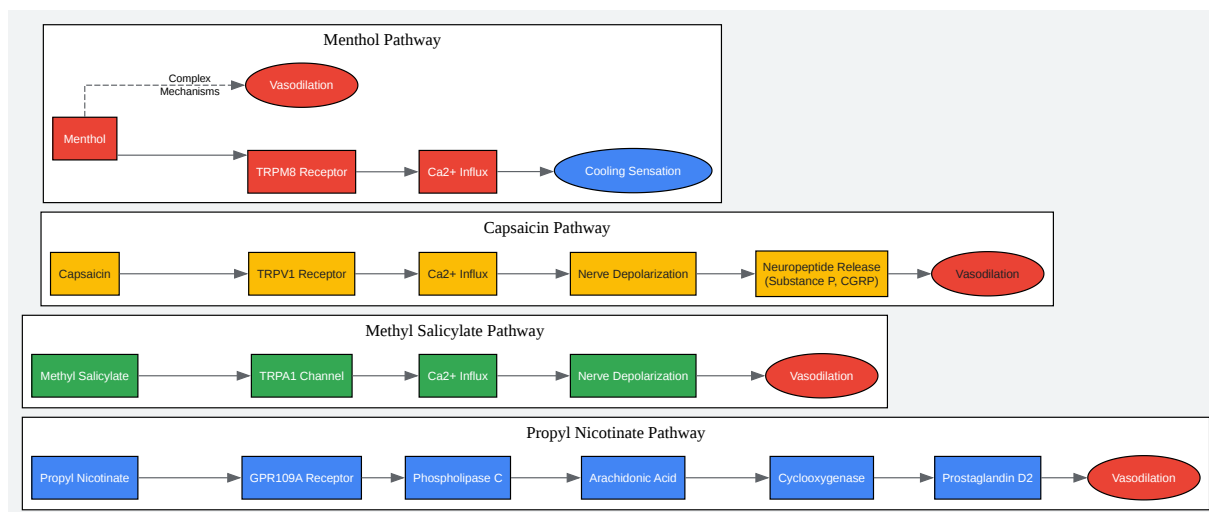 Menthol Pathway
Complex
Mechanisms
Vasodilation
Menthol
TRPM8 Receptor
Ca2+ Influx
Cooling Sensation
Capsaicin Pathway
Capsaicin
TRPV1 Receptor
Ca2+ Influx
Nerve Depolarization
Neuropeptide Release
(Substance P, CGRP)
Vasodilation
Methyl Salicylate Pathway
Methyl Salicylate
TRPA1 Channel
Ca2+ Influx
Nerve Depolarization
Vasodilation
Propyl Nicotinate Pathway
Propyl Nicotinate
GPR109A Receptor
Phospholipase C
Arachidonic Acid
Cyclooxygenase
Prostaglandin D2
Vasodilation